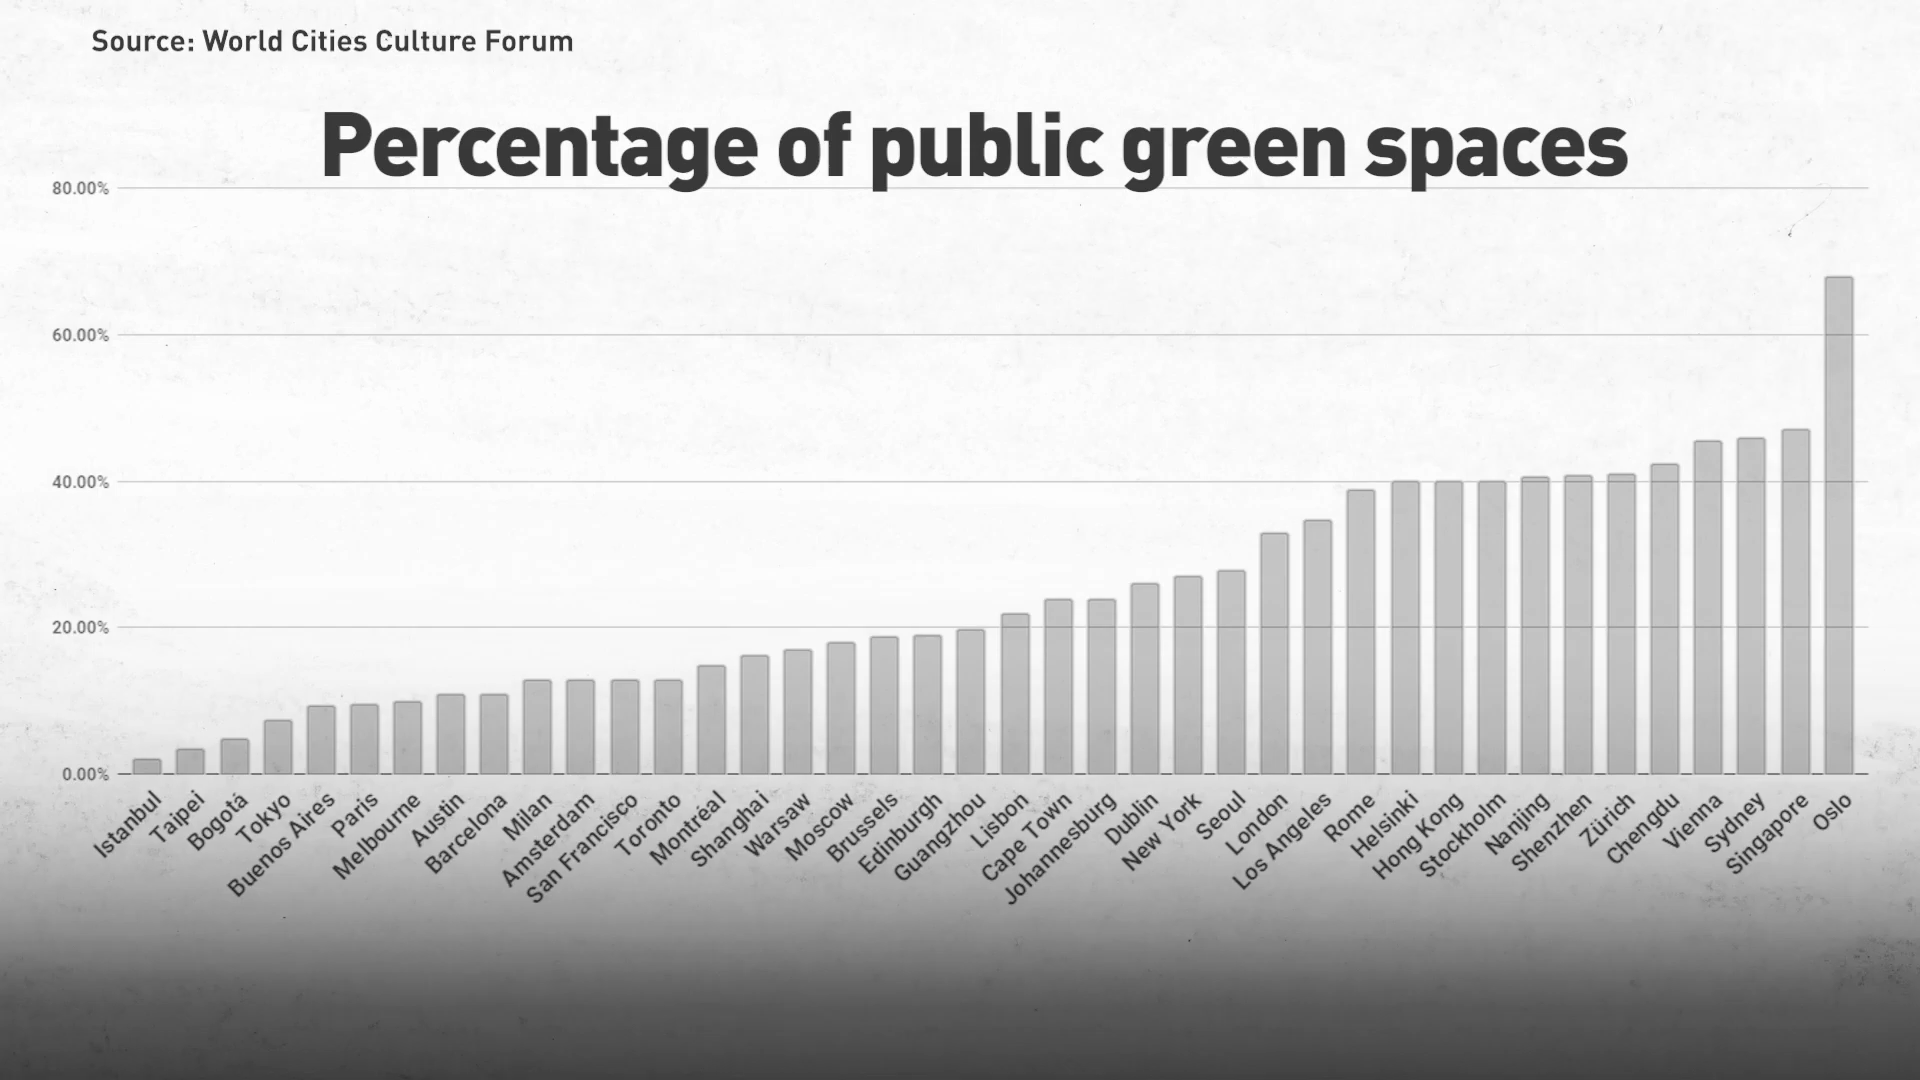 Source: World Cities Culture Forum
Percentage of public green spaces
80.00%
60.00%
40.00%
20.00%
0.00%
Istanbul
Taipei
Bogotá
Tokyo
Buenos Aires
Paris
Melbourne
Austin
Barcelona
Milan
Amsterdam
San Francisco
Toronto
Montréal
Shanghai
Warsaw
Moscow
Brussels
Edinburgh
Guangzhou
Lisbon
Cape Town
Johannesburg
Dublin
New York
Seoul
London
Los Angeles
Rome
Helsinki
Hong Kong
Stockholm
Nanjing
Shenzhen
Zürich
Chengdu
Vienna
Sydney
Singapore
Oslo